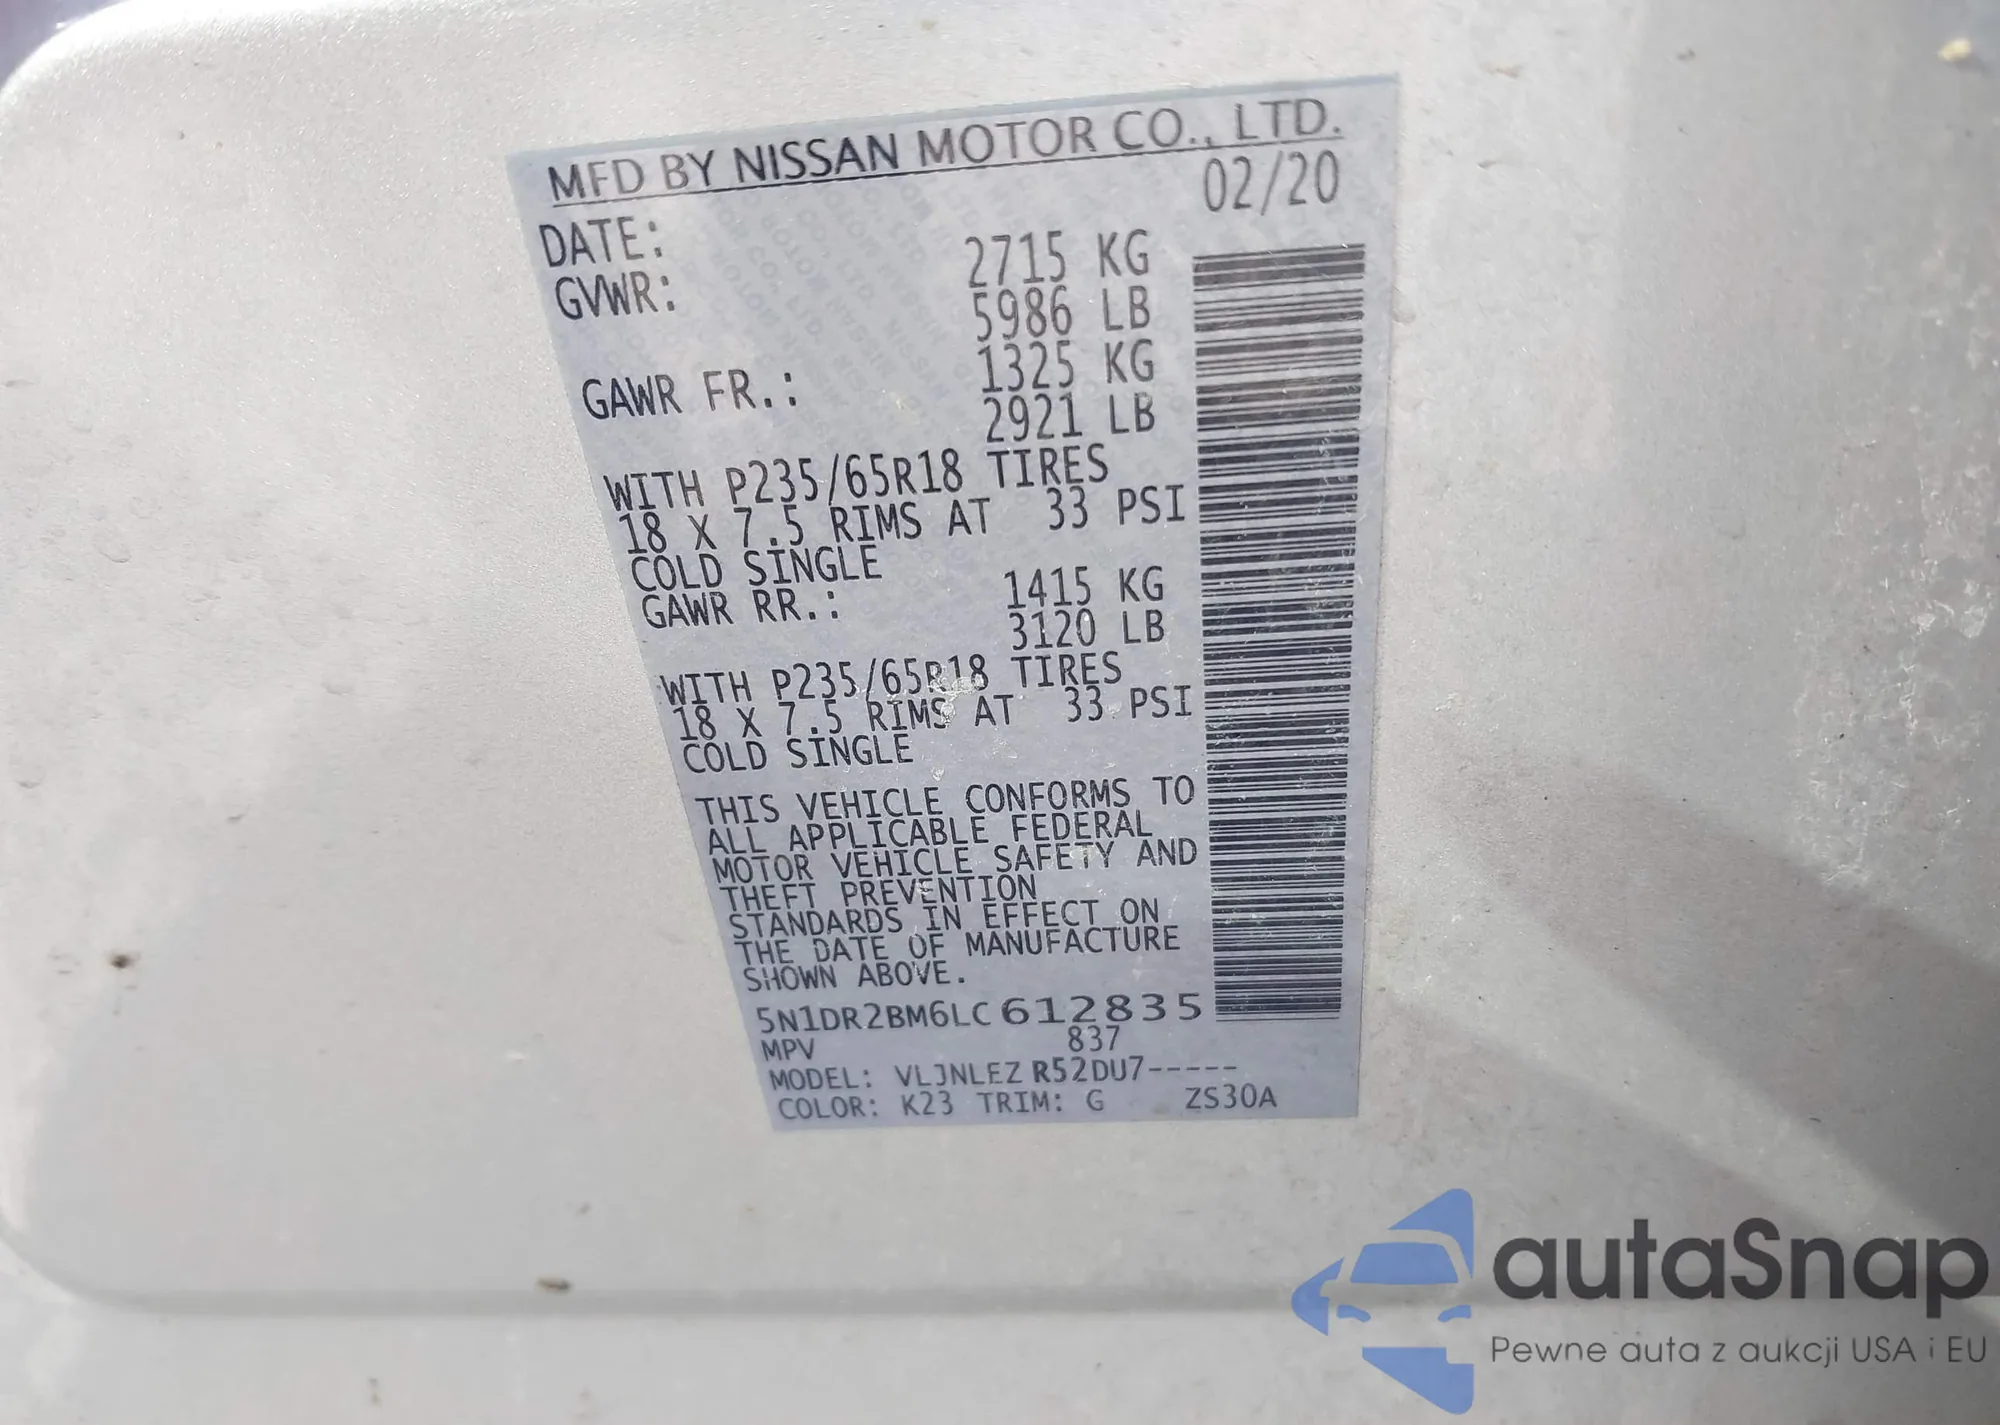 MFD BY NISSAN MOTOR CO., LTD.
DATE: 02/20
GVWR: 2715 KG
5986 LB
GAWR FR.: 1325 KG
2921 LB
WITH P235/65R18 TIRES
18 X 7.5 RIMS AT 33 PSI
COLD SINGLE
GAWR RR.: 1415 KG
3120 LB
WITH P235/65R18 TIRES
18 X 7.5 RIMS AT 33 PSI
COLD SINGLE
THIS VEHICLE CONFORMS TO
ALL APPLICABLE FEDERAL
MOTOR VEHICLE SAFETY AND
THEFT PREVENTION
STANDARDS IN EFFECT ON
THE DATE OF MANUFACTURE
SHOWN ABOVE.
5N1DR2BM6LC612835
MPV 837
MODEL: VLJNLEZ R52DU7-----
COLOR: K23 TRIM: G ZS30A
autaSnap
Pewne auta z aukcji USA i EU